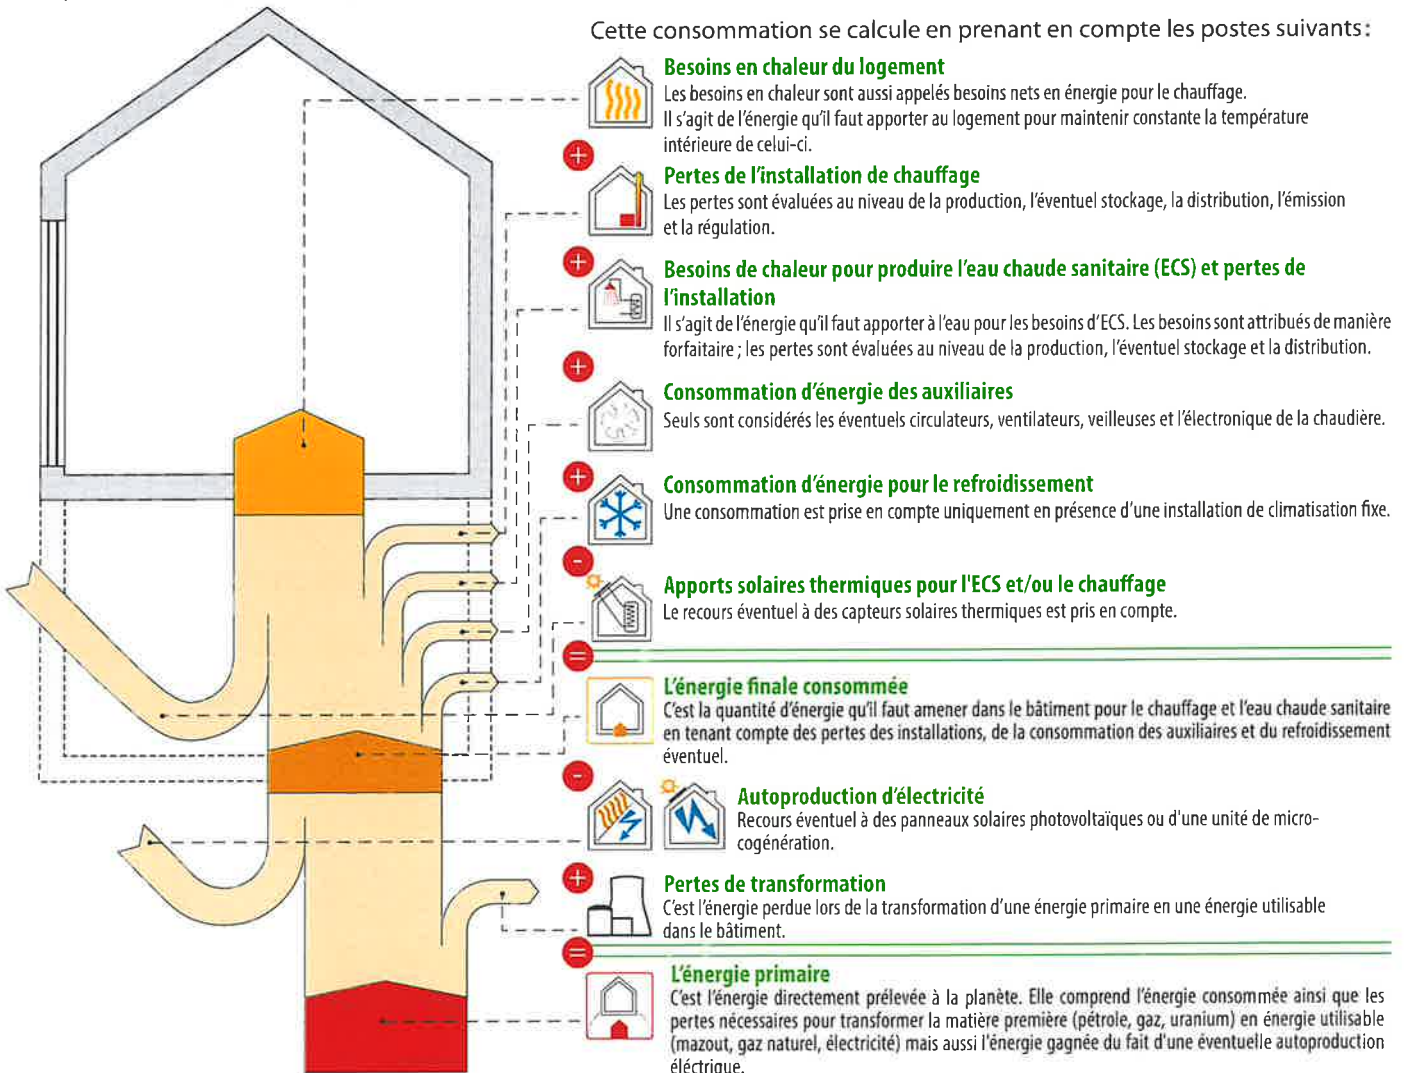 Cette consommation se calcule en prenant en compte les postes suivants :
Besoins en chaleur du logement
Les besoins en chaleur sont aussi appelés besoins nets en énergie pour le chauffage.
Il s'agit de l'énergie qu'il faut apporter au logement pour maintenir constante la température
intérieure de celui-ci.
+
Pertes de l'installation de chauffage
Les pertes sont évaluées au niveau de la production, l'éventuel stockage, la distribution, l'émission
et la régulation.
+
Besoins de chaleur pour produire l'eau chaude sanitaire (ECS) et pertes de
l'installation
Il s'agit de l'énergie qu'il faut apporter à l'eau pour les besoins d'ECS. Les besoins sont attribués de manière
forfaitaire ; les pertes sont évaluées au niveau de la production, l'éventuel stockage et la distribution.
+
Consommation d'énergie des auxiliaires
Seuls sont considérés les éventuels circulateurs, ventilateurs, veilleuses et l'électronique de la chaudière.
+
Consommation d'énergie pour le refroidissement
Une consommation est prise en compte uniquement en présence d'une installation de climatisation fixe.
-
Apports solaires thermiques pour l'ECS et/ou le chauffage
Le recours éventuel à des capteurs solaires thermiques est pris en compte.
=
L'énergie finale consommée
C'est la quantité d'énergie qu'il faut amener dans le bâtiment pour le chauffage et l'eau chaude sanitaire
en tenant compte des pertes des installations, de la consommation des auxiliaires et du refroidissement
éventuel.
-
Autoproduction d'électricité
Recours éventuel à des panneaux solaires photovoltaïques ou d'une unité de micro-
cogénération.
+
Pertes de transformation
C'est l'énergie perdue lors de la transformation d'une énergie primaire en une énergie utilisable
dans le bâtiment.
=
L'énergie primaire
C'est l'énergie directement prélevée à la planète. Elle comprend l'énergie consommée ainsi que les
pertes nécessaires pour transformer la matière première (pétrole, gaz, uranium) en énergie utilisable
(mazout, gaz naturel, électricité) mais aussi l'énergie gagnée du fait d'une éventuelle autoproduction
éléctrique.